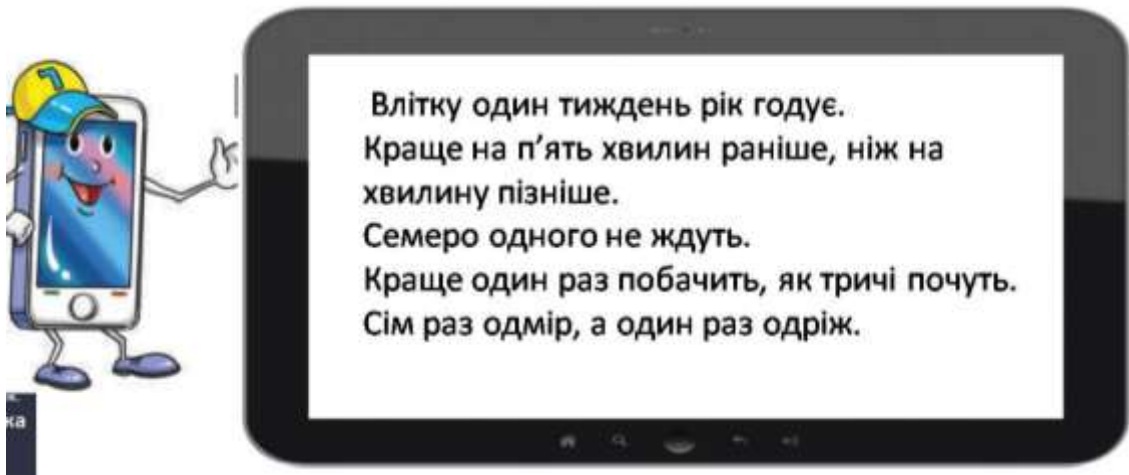 Влітку один тиждень рік годує.
Краще на п’ять хвилин раніше, ніж на
хвилину пізніше.
Семеро одного не ждуть.
Краще один раз побачить, як тричі почуть.
Сім раз одмір, а один раз одріж.